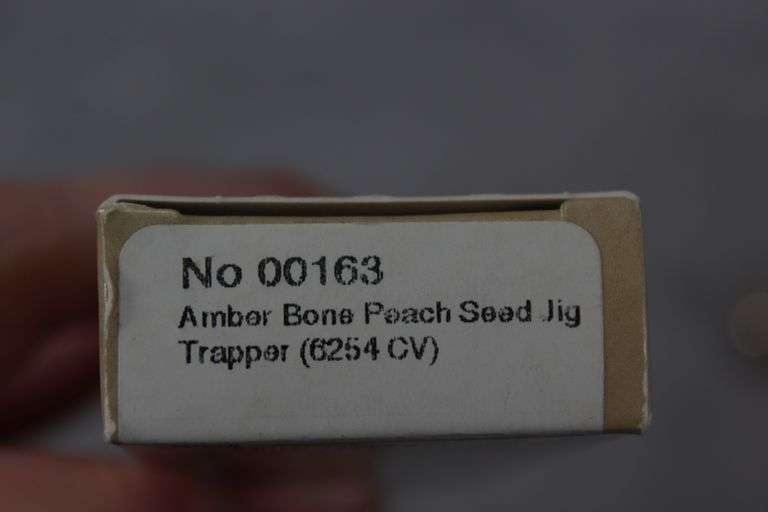 No 00163
Amber Bone Peach Seed Jig
Trapper (6254 CV)